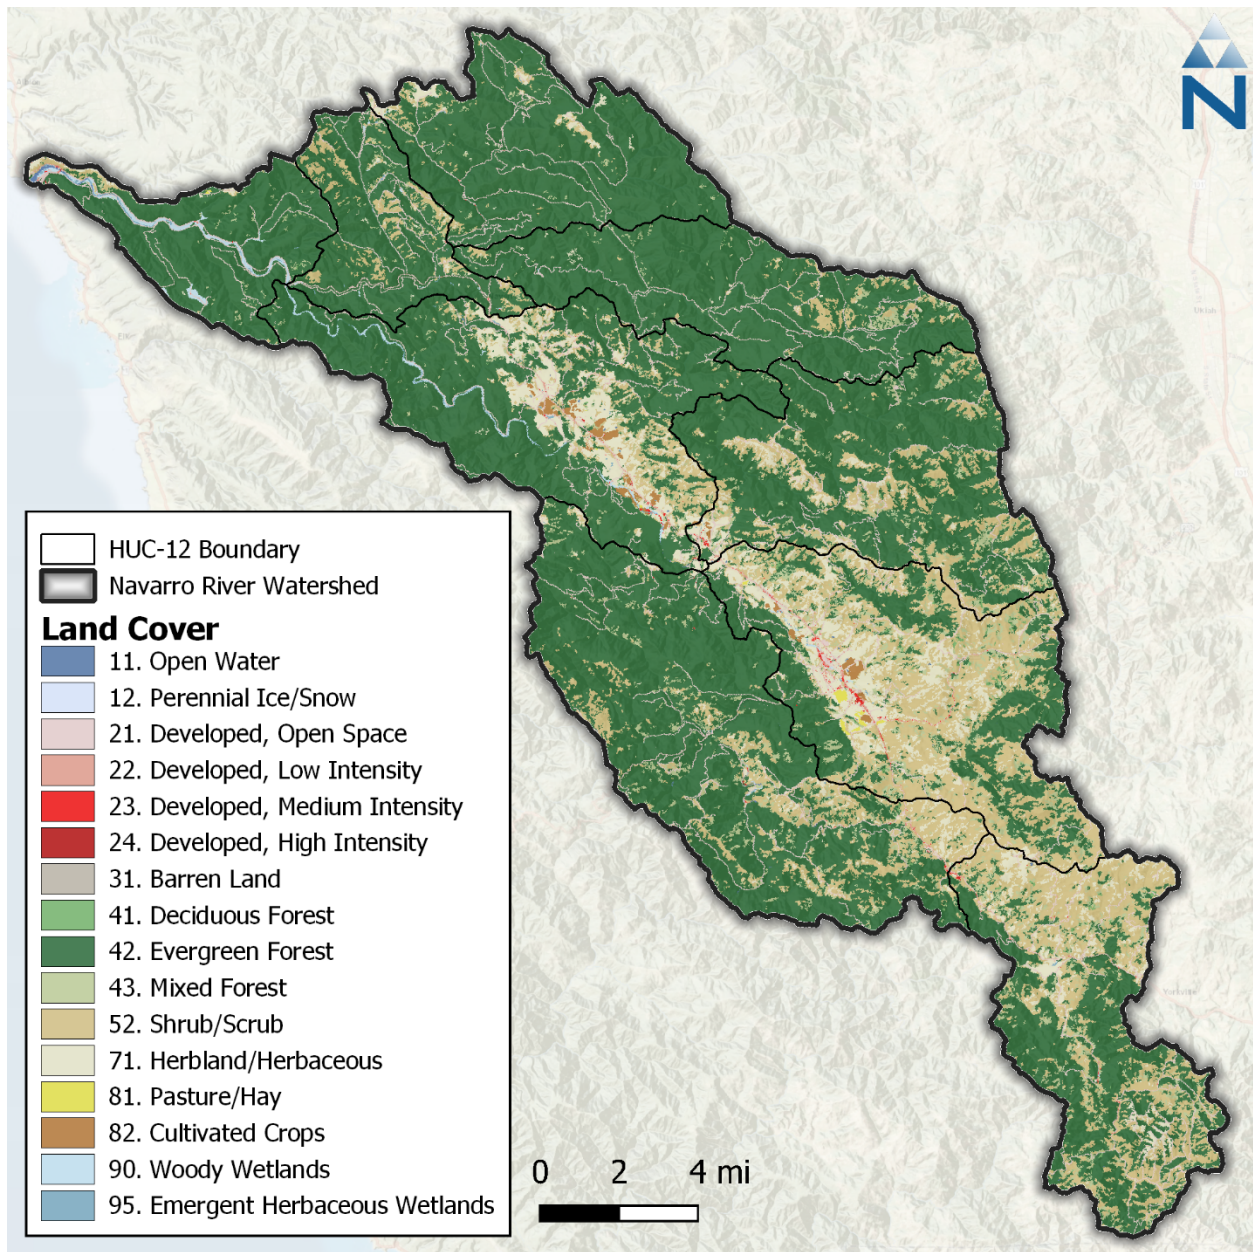 N
Ukiah
Elk
HUC-12 Boundary
Navarro River Watershed
Land Cover
11. Open Water
12. Perennial Ice/Snow
21. Developed, Open Space
22. Developed, Low Intensity
23. Developed, Medium Intensity
24. Developed, High Intensity
31. Barren Land
41. Deciduous Forest
42. Evergreen Forest
43. Mixed Forest
52. Shrub/Scrub
71. Herbland/Herbaceous
81. Pasture/Hay
82. Cultivated Crops
90. Woody Wetlands
95. Emergent Herbaceous Wetlands
Yorkville
0 2 4 mi